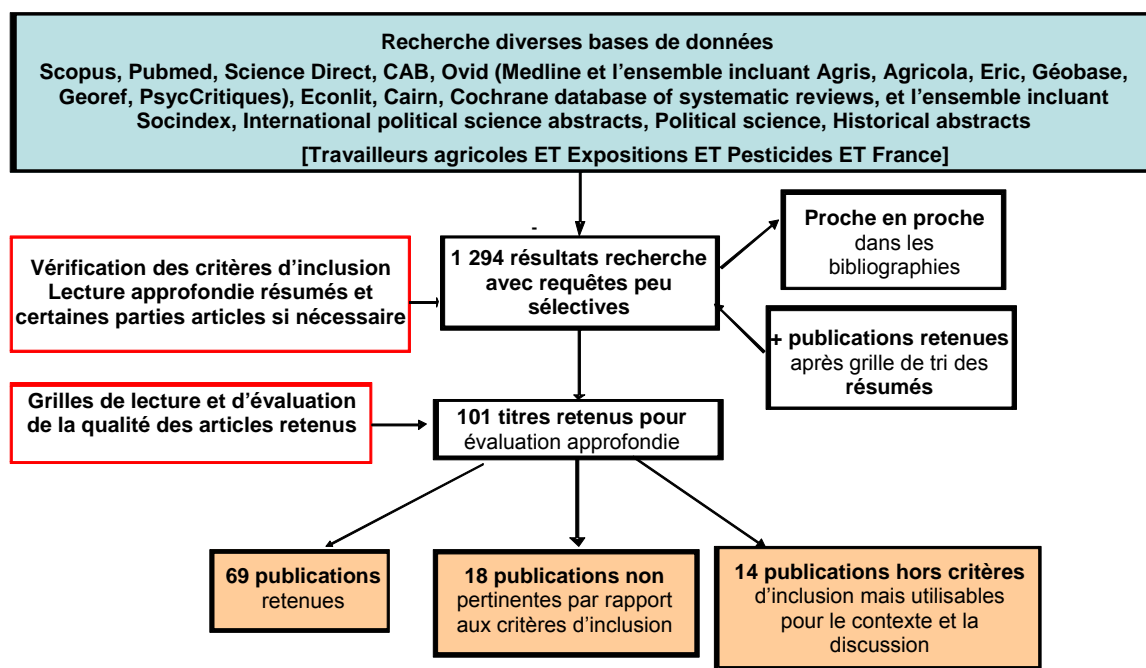 Recherche diverses bases de données
Scopus, Pubmed, Science Direct, CAB, Ovid (Medline et l'ensemble incluant Agris, Agricola, Eric, Géobase,
Georef, PsycCritiques), Econlit, Cairn, Cochrane database of systematic reviews, et l'ensemble incluant
Socindex, International political science abstracts, Political science, Historical abstracts
[Travailleurs agricoles ET Expositions ET Pesticides ET France]
-
Proche en proche
dans les
bibliographies
Vérification des critères d'inclusion
Lecture approfondie résumés et
certaines parties articles si nécessaire
1 294 résultats recherche
avec requêtes peu
sélectives
+ publications retenues
après grille de tri des
résumés
Grilles de lecture et d'évaluation
de la qualité des articles retenus
101 titres retenus pour
évaluation approfondie
69 publications
retenues
18 publications non
pertinentes par rapport
aux critères d'inclusion
14 publications hors critères
d'inclusion mais utilisables
pour le contexte et la
discussion